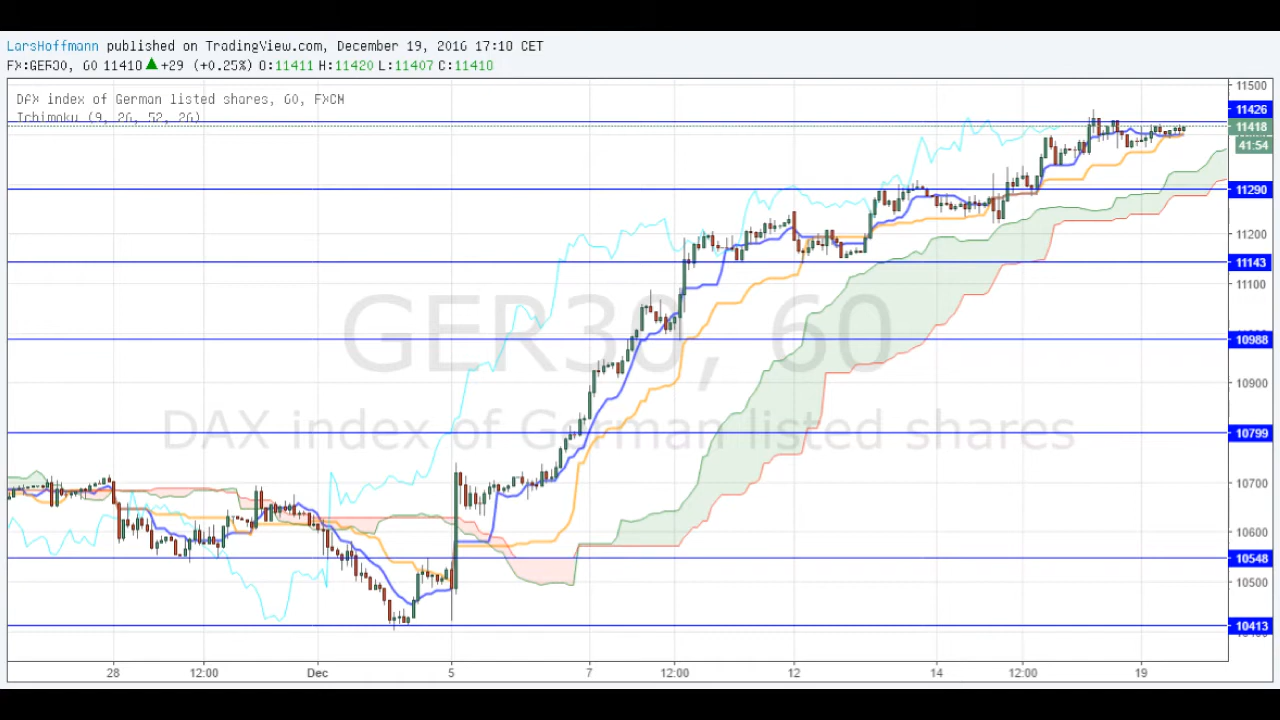 LarsHoffmann published on TradingView.com, December 19, 2016 17:10 CET
FX:GER30, 60 11410 ▲ +29 (+0.25%) O:11411 H:11420 L:11407 C:11410
DAX index of German listed shares, 60, FXCM
Ichimoku (9, 26, 52, 26)
GER30, 60
DAX index of German listed shares
11500
11426
11418
41:54
11290
11200
11143
11100
10988
10900
10799
10700
10600
10548
10500
10413
28 12:00 Dec 5 7 12:00 12 14 12:00 19